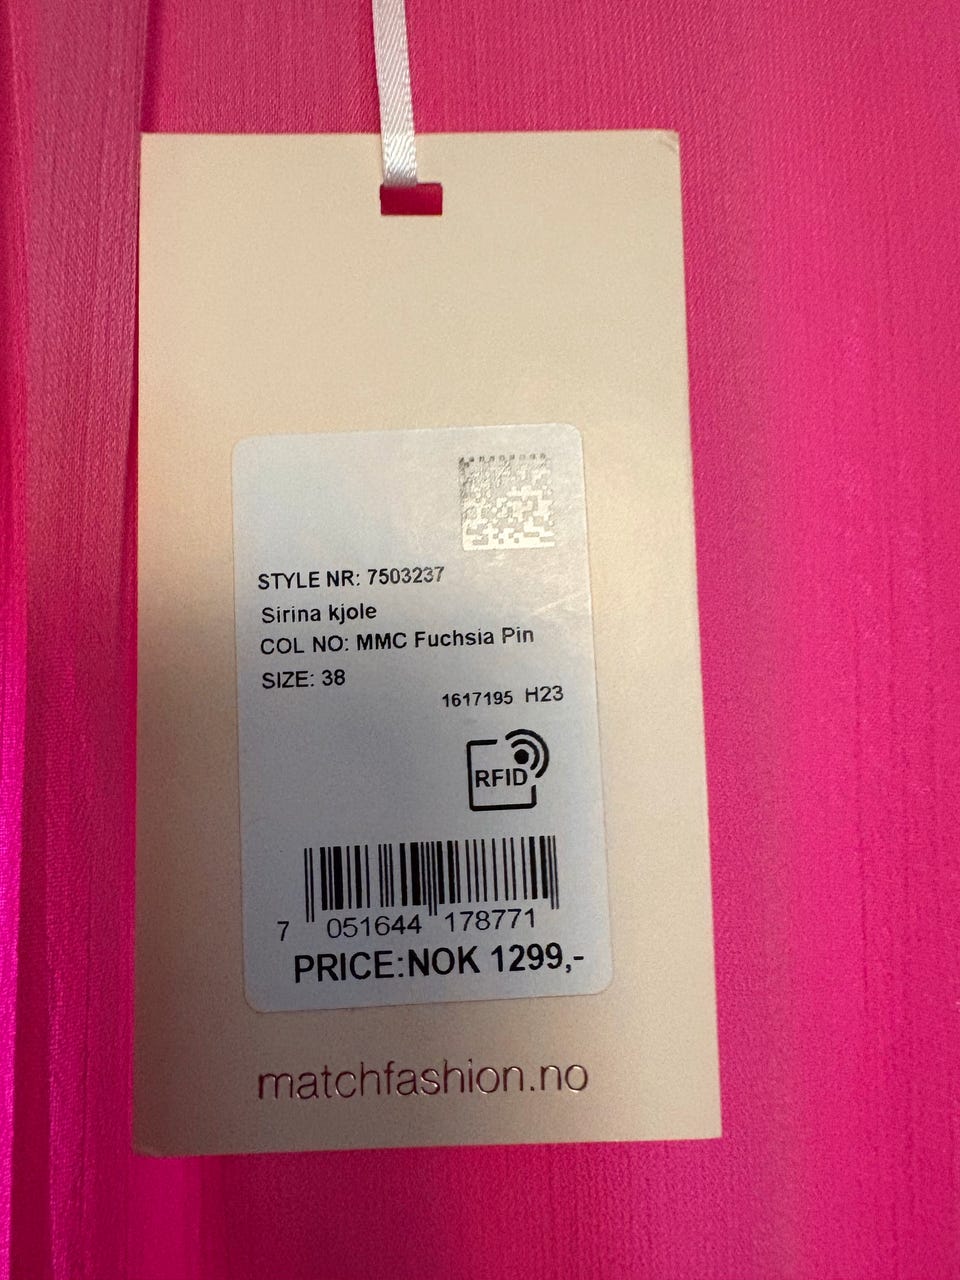 STYLE NR: 7503237
Sirina kjole
COL NO: MMC Fuchsia Pin
SIZE: 38
1617195 H23
RFID
7 051644 178771
PRICE:NOK 1299,-
matchfashion.no